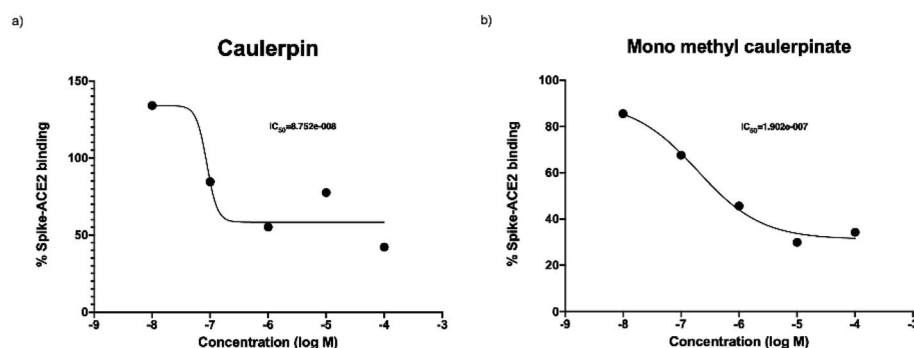 a)
Caulerpin
150
100
50
0
% Spike-ACE2 binding
IC50=8.752e-008
-9 -8 -7 -6 -5 -4 -3
Concentration (log M)
b)
Mono methyl caulerpinate
100
80
60
40
20
0
% Spike-ACE2 binding
IC50=1.902e-007
-9 -8 -7 -6 -5 -4 -3
Concentration (log M)